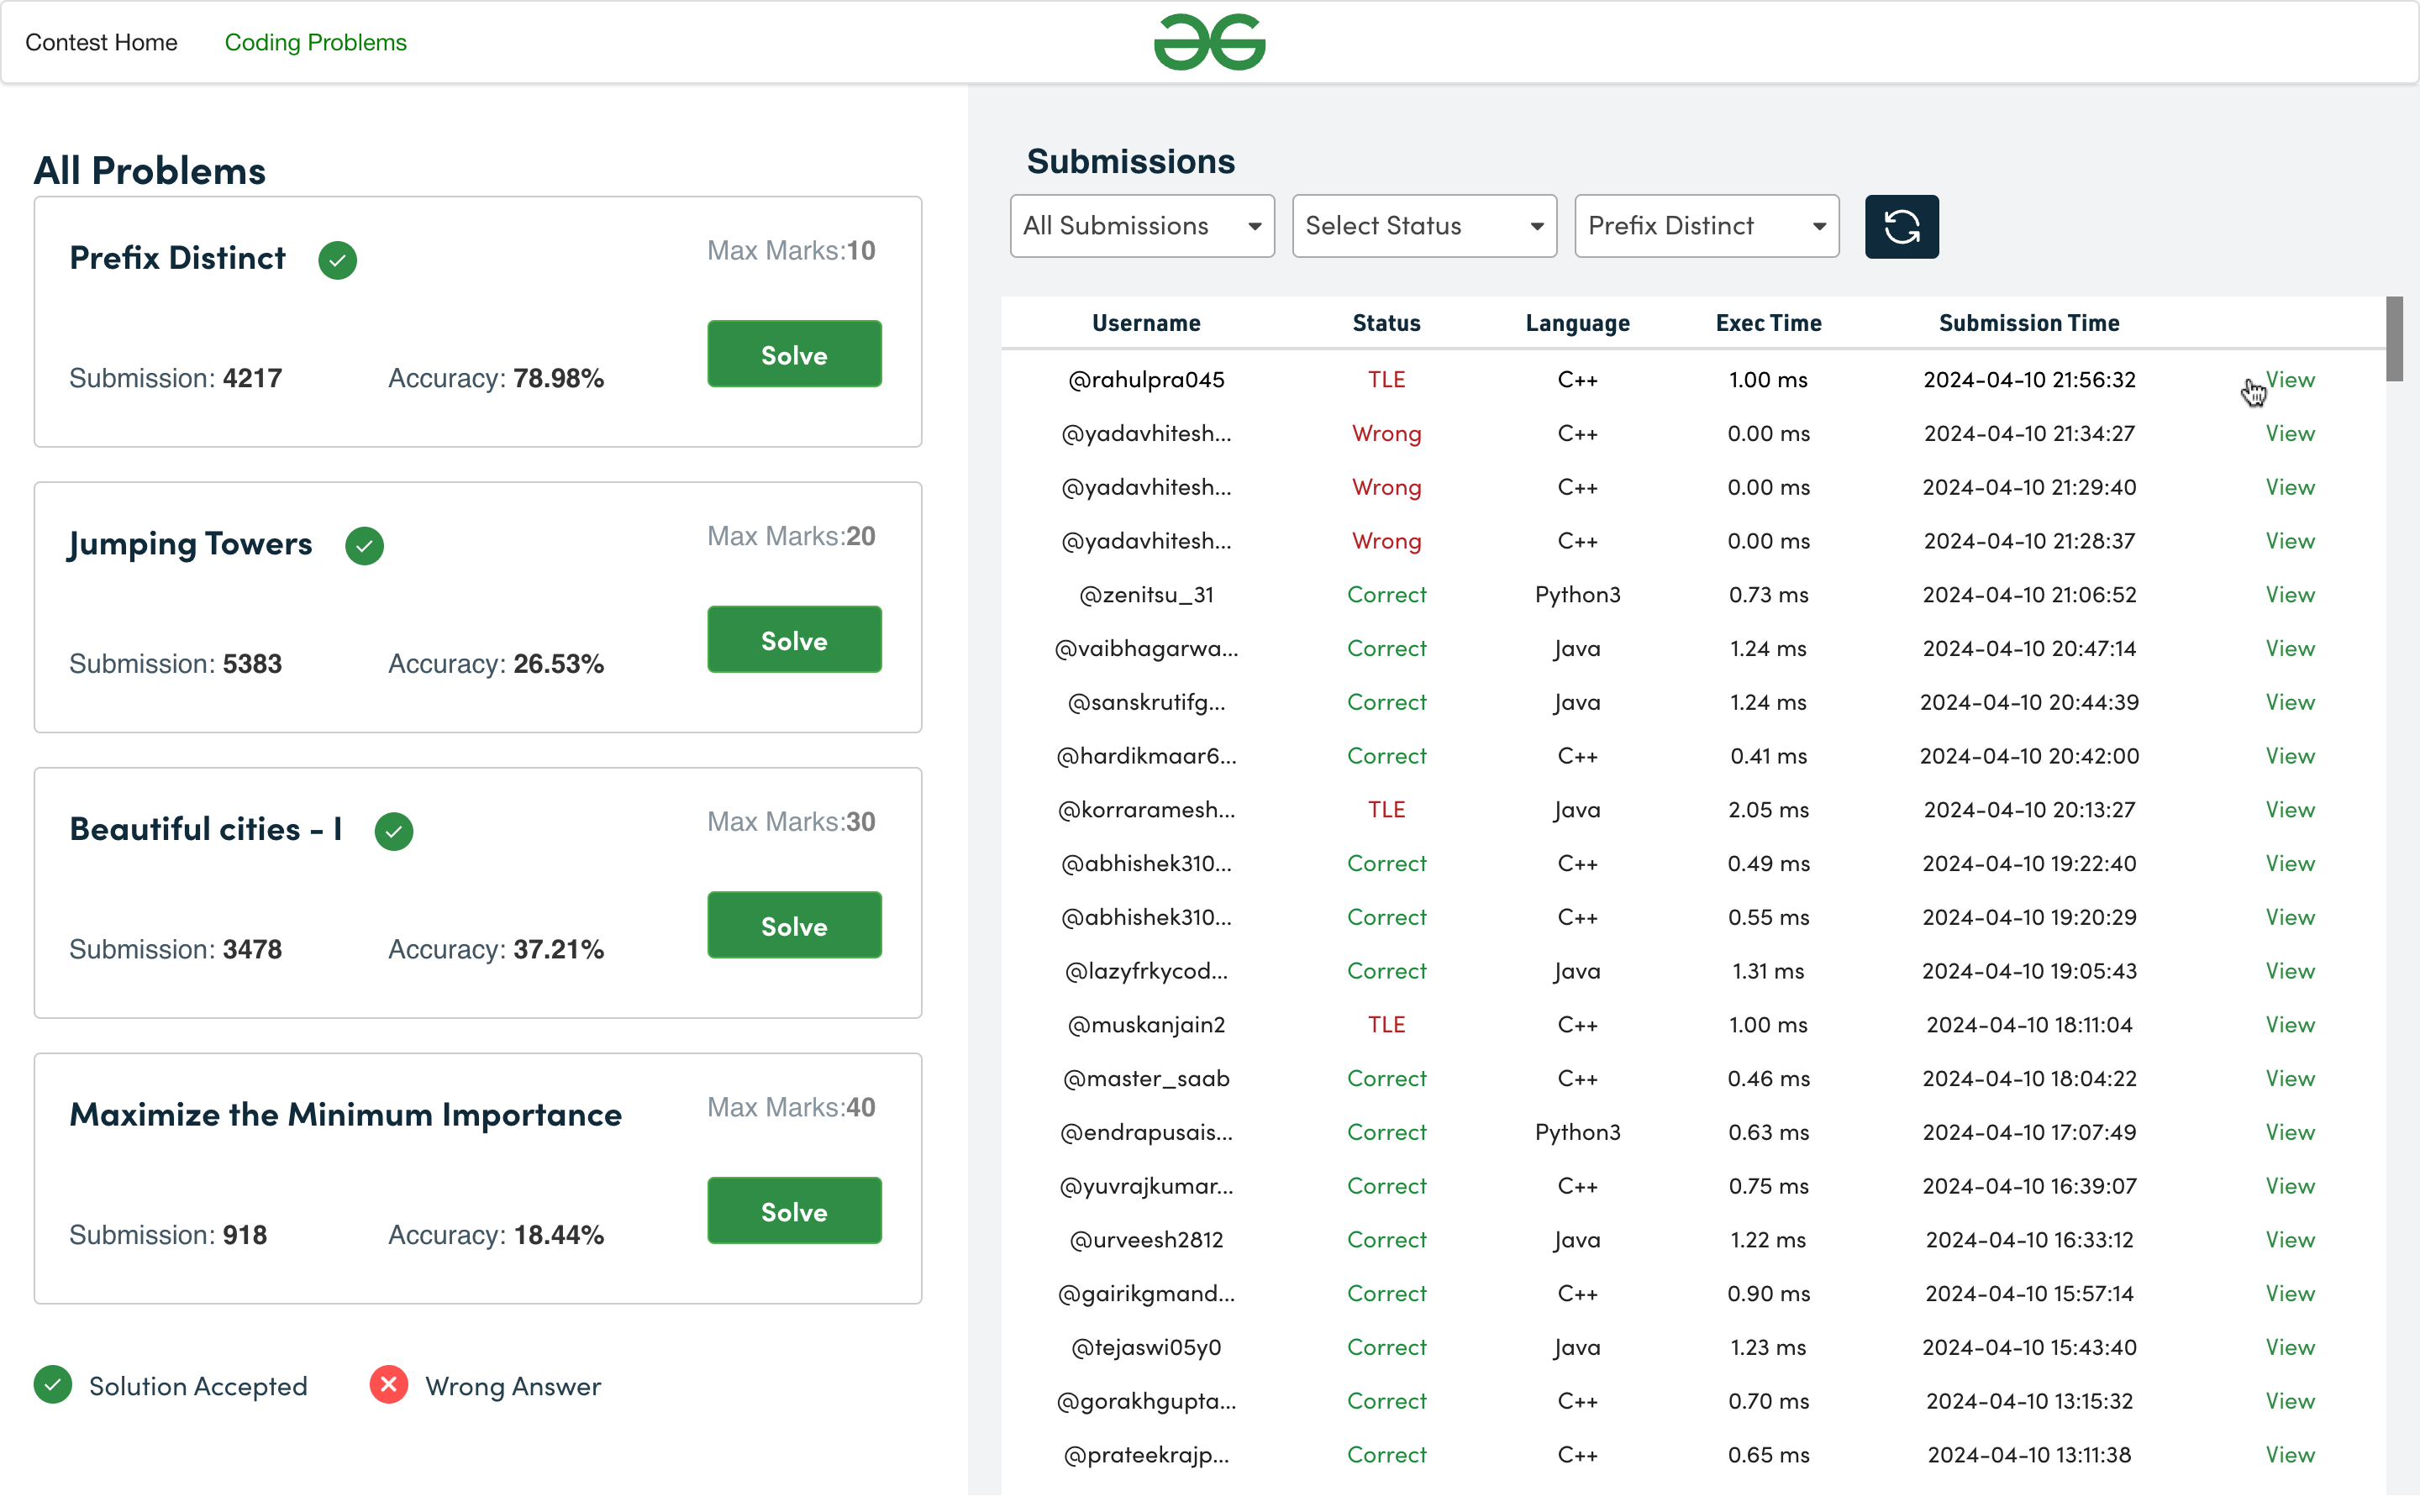 Contest Home Coding Problems
All Problems
Prefix Distinct Max Marks:10
Solve
Submission: 4217 Accuracy: 78.98%
Jumping Towers Max Marks:20
Solve
Submission: 5383 Accuracy: 26.53%
Beautiful cities - I Max Marks:30
Solve
Submission: 3478 Accuracy: 37.21%
Maximize the Minimum Importance Max Marks:40
Solve
Submission: 918 Accuracy: 18.44%
Solution Accepted Wrong Answer
Submissions
All Submissions Select Status Prefix Distinct
Username Status Language Exec Time Submission Time
@rahulpra045 TLE C++ 1.00 ms 2024-04-10 21:56:32 View
@yadavhitesh... Wrong C++ 0.00 ms 2024-04-10 21:34:27 View
@yadavhitesh... Wrong C++ 0.00 ms 2024-04-10 21:29:40 View
@yadavhitesh... Wrong C++ 0.00 ms 2024-04-10 21:28:37 View
@zenitsu_31 Correct Python3 0.73 ms 2024-04-10 21:06:52 View
@vaibhagarwa... Correct Java 1.24 ms 2024-04-10 20:47:14 View
@sanskrutifg... Correct Java 1.24 ms 2024-04-10 20:44:39 View
@hardikmaar6... Correct C++ 0.41 ms 2024-04-10 20:42:00 View
@korraramesh... TLE Java 2.05 ms 2024-04-10 20:13:27 View
@abhishek310... Correct C++ 0.49 ms 2024-04-10 19:22:40 View
@abhishek310... Correct C++ 0.55 ms 2024-04-10 19:20:29 View
@lazyfrkycod... Correct Java 1.31 ms 2024-04-10 19:05:43 View
@muskanjain2 TLE C++ 1.00 ms 2024-04-10 18:11:04 View
@master_saab Correct C++ 0.46 ms 2024-04-10 18:04:22 View
@endrapusais... Correct Python3 0.63 ms 2024-04-10 17:07:49 View
@yuvrajkumar... Correct C++ 0.75 ms 2024-04-10 16:39:07 View
@urveesh2812 Correct Java 1.22 ms 2024-04-10 16:33:12 View
@gairikgmand... Correct C++ 0.90 ms 2024-04-10 15:57:14 View
@tejaswi05y0 Correct Java 1.23 ms 2024-04-10 15:43:40 View
@gorakhgupta... Correct C++ 0.70 ms 2024-04-10 13:15:32 View
@prateekrajp... Correct C++ 0.65 ms 2024-04-10 13:11:38 View